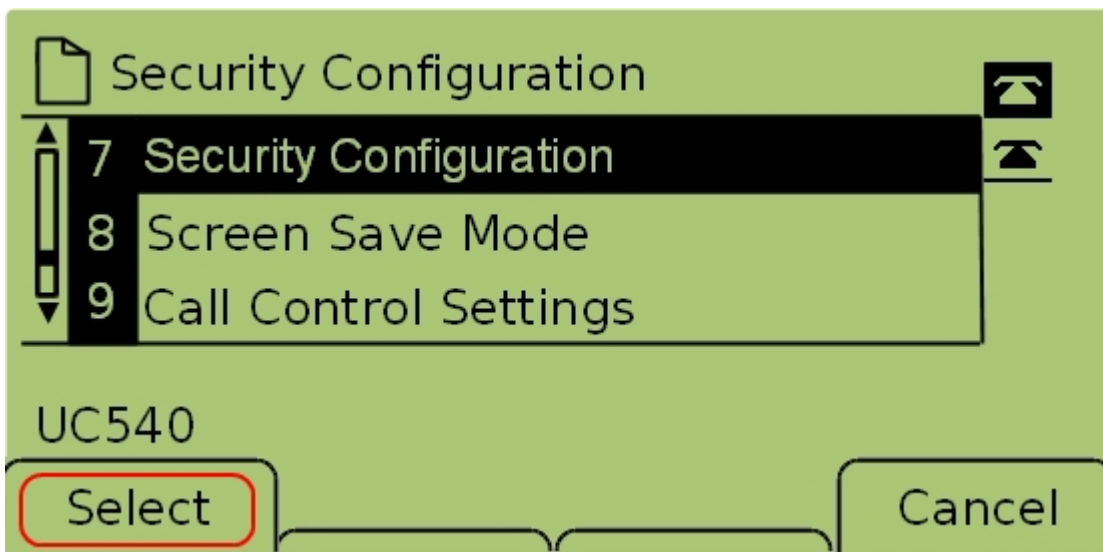 Security Configuration
7 Security Configuration
8 Screen Save Mode
9 Call Control Settings
UC540
Select Cancel